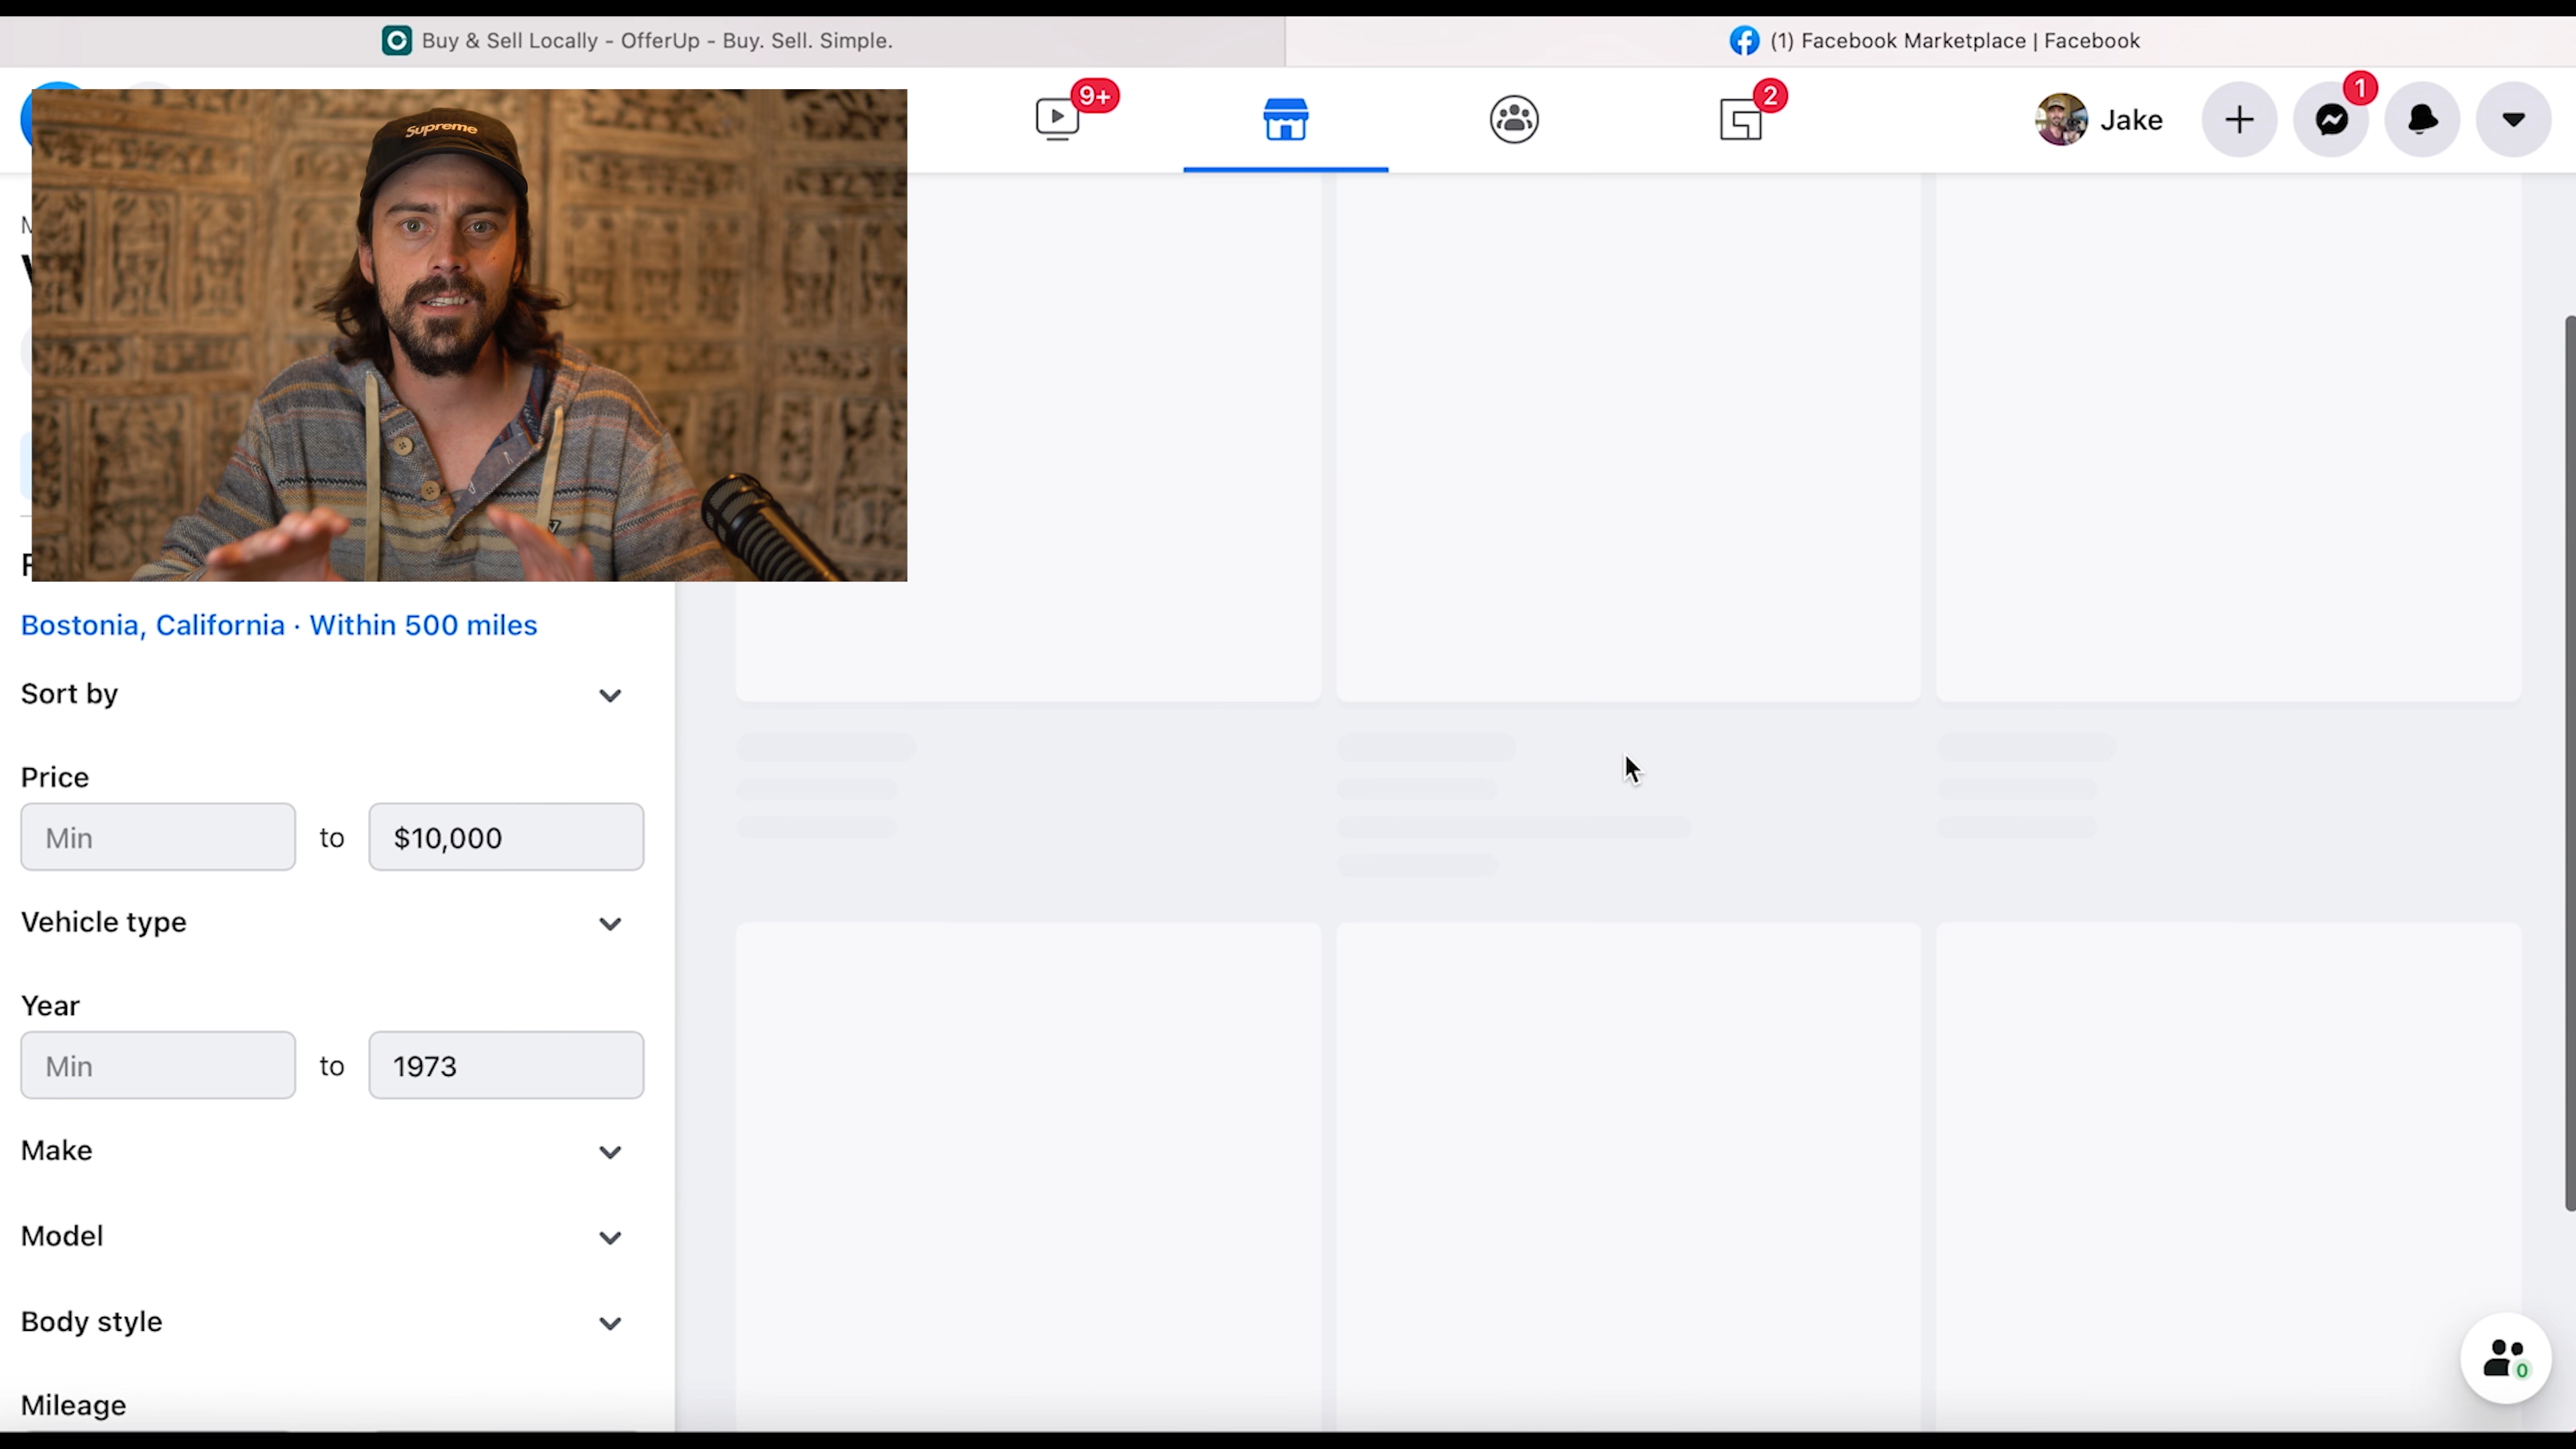 Buy & Sell Locally - OfferUp - Buy. Sell. Simple.
(1) Facebook Marketplace | Facebook
9+
2
Jake
1
Supreme
Bostonia, California · Within 500 miles
Sort by
Price
Min to $10,000
Vehicle type
Year
Min to 1973
Make
Model
Body style
Mileage
0